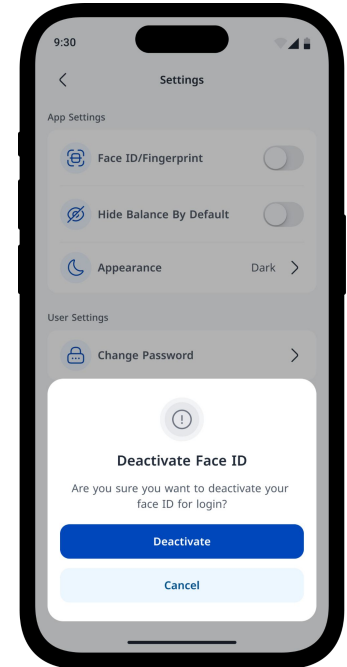 9:30
Settings
App Settings
Face ID/Fingerprint
Hide Balance By Default
Appearance Dark
User Settings
Change Password
Deactivate Face ID
Are you sure you want to deactivate your
face ID for login?
Deactivate
Cancel